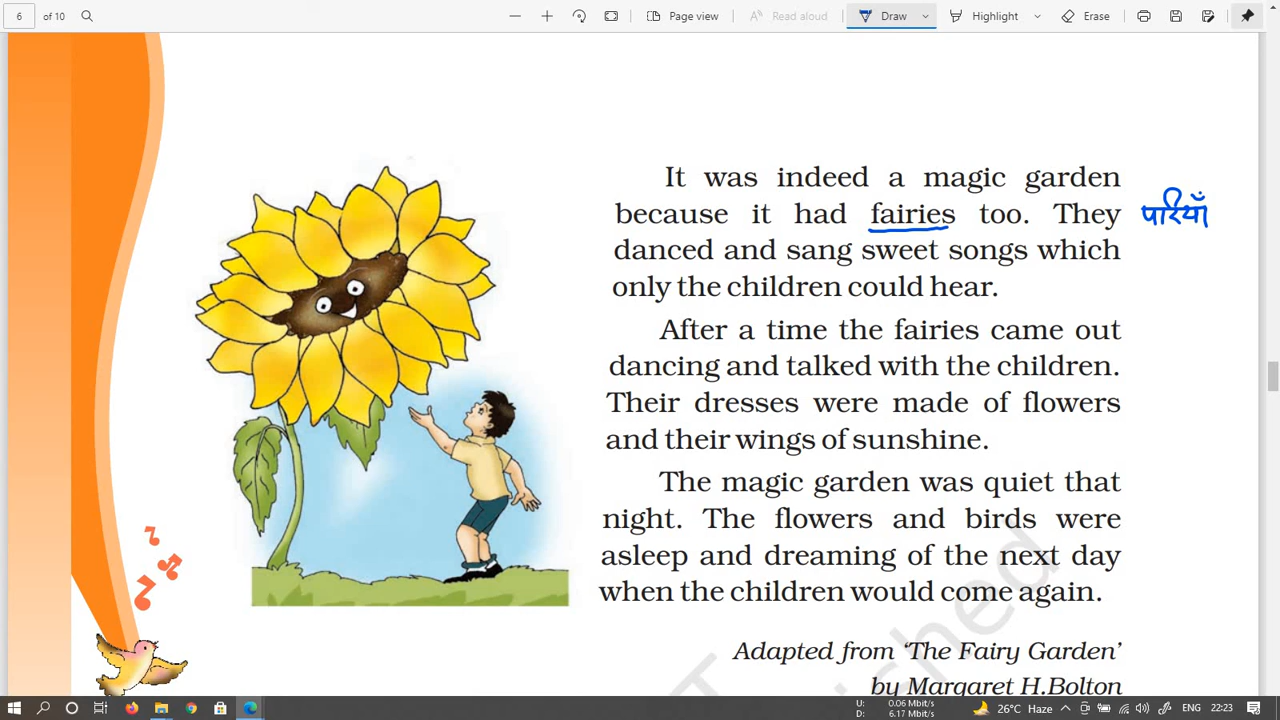 6 of 10 Page view Read aloud Draw Highlight Erase
It was indeed a magic garden
because it had fairies too. They परियाँ
danced and sang sweet songs which
only the children could hear.
After a time the fairies came out
dancing and talked with the children.
Their dresses were made of flowers
and their wings of sunshine.
The magic garden was quiet that
night. The flowers and birds were
asleep and dreaming of the next day
when the children would come again.
Adapted from ‘The Fairy Garden’
by Margaret H.Bolton
U: 0.06 Mbit/s
D: 6.17 Mbit/s
26°C Haze ENG 22:23